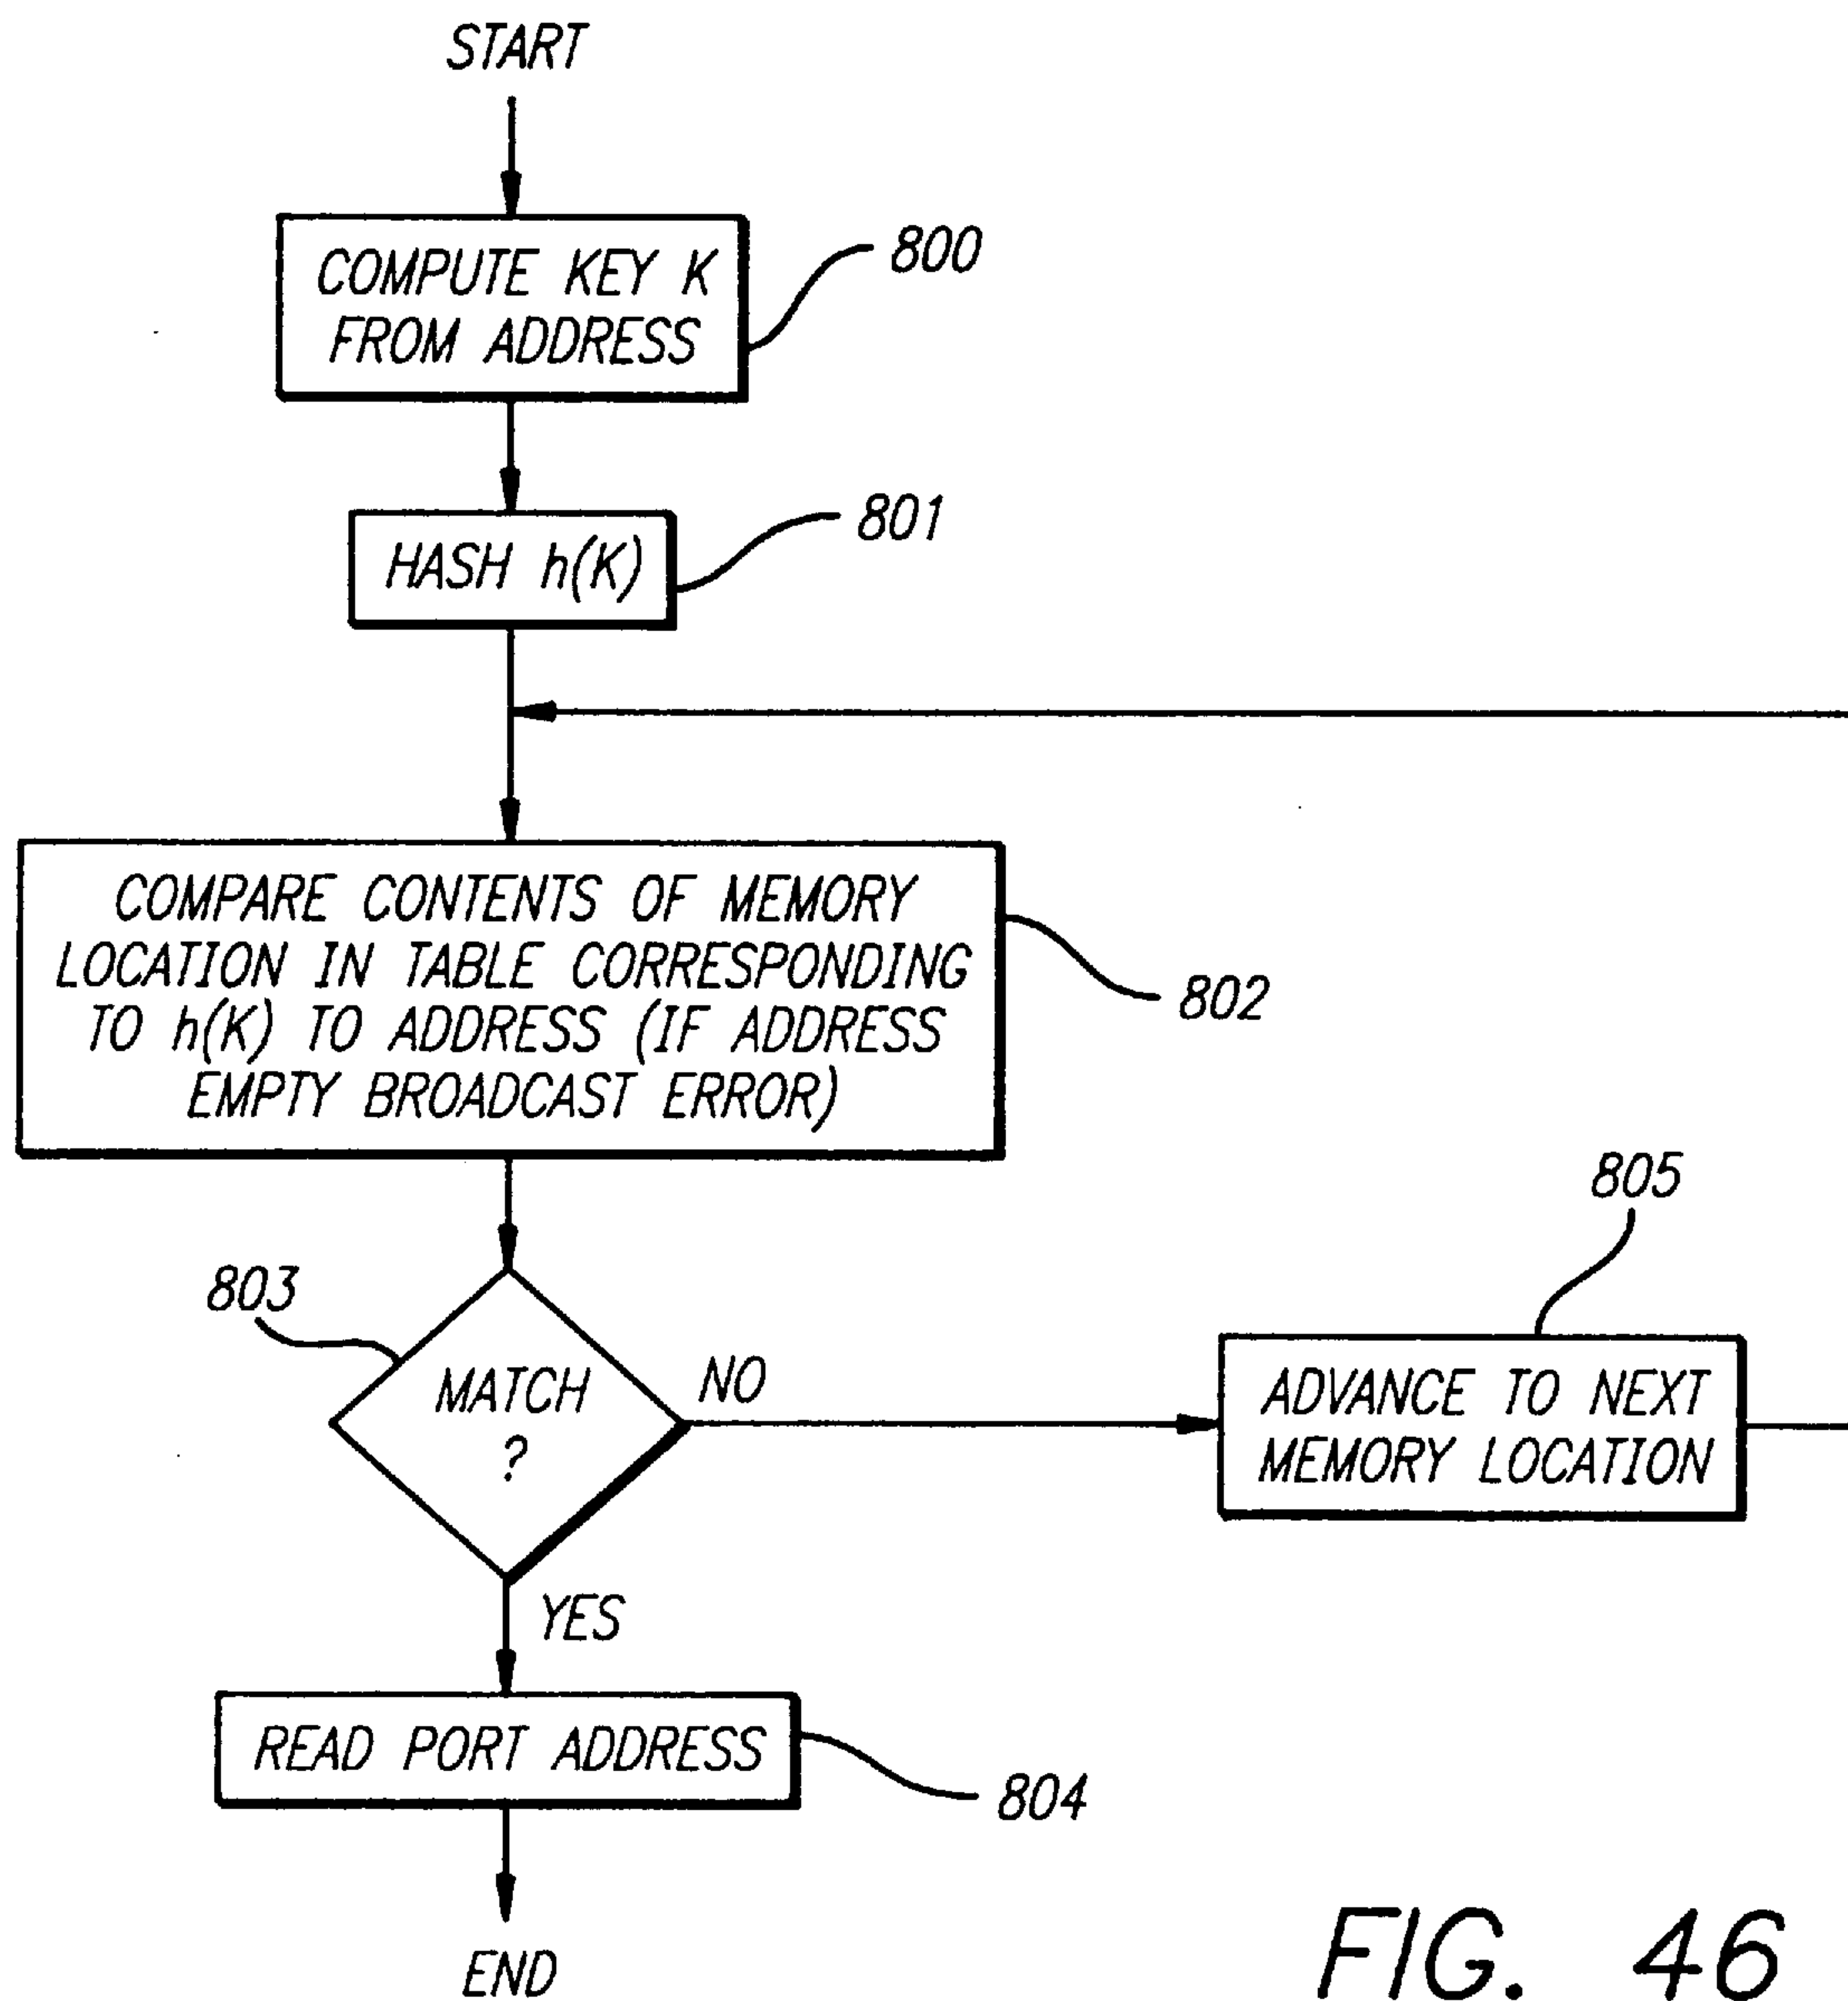 START
COMPUTE KEY K
FROM ADDRESS
800
HASH h(K)
801
COMPARE CONTENTS OF MEMORY
LOCATION IN TABLE CORRESPONDING
TO h(K) TO ADDRESS (IF ADDRESS
EMPTY BROADCAST ERROR)
802
803
MATCH
?
NO
805
ADVANCE TO NEXT
MEMORY LOCATION
YES
READ PORT ADDRESS
804
END
FIG. 46